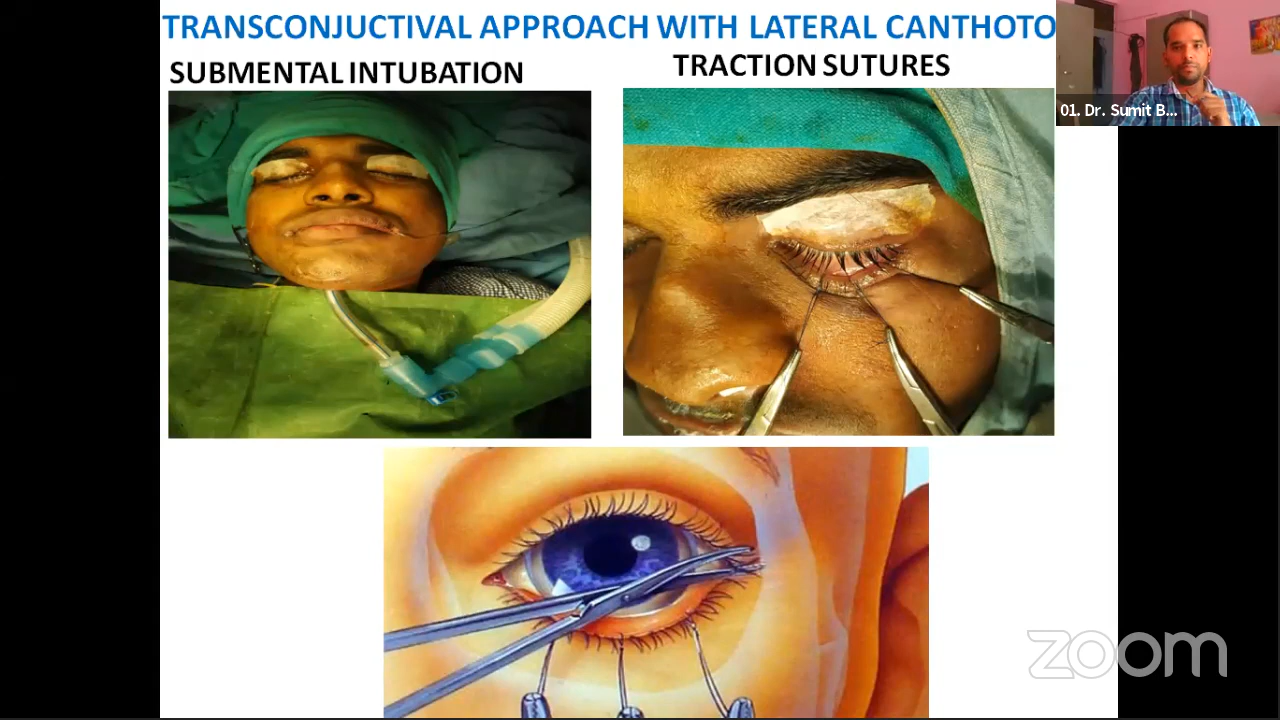 TRANSCONJUCTIVAL APPROACH WITH LATERAL CANTHOTO
SUBMENTAL INTUBATION
TRACTION SUTURES
01. Dr. Sumit B...
zoom